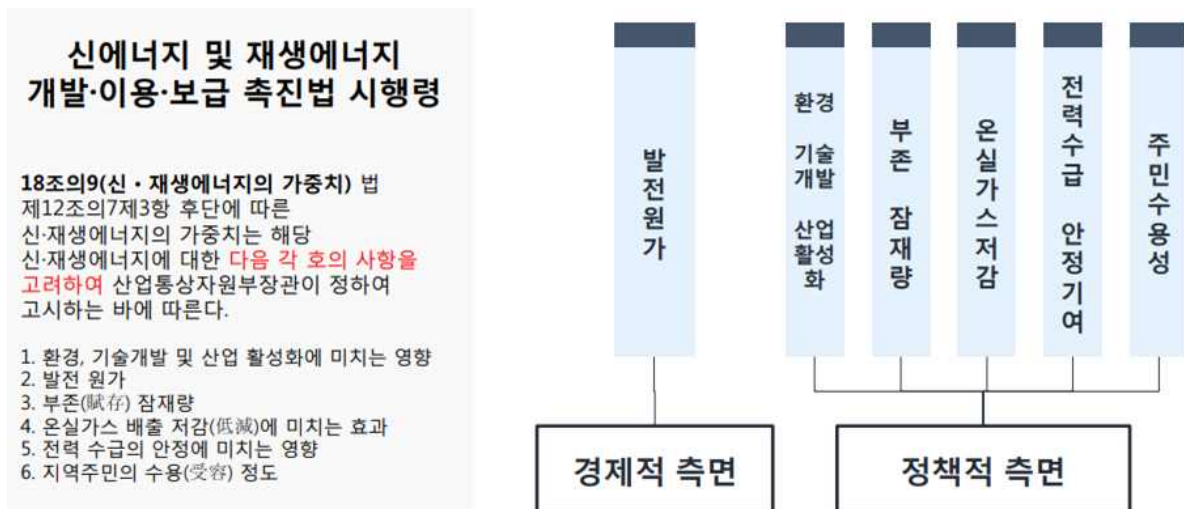 신에너지 및 재생에너지
개발·이용·보급 촉진법 시행령
18조의9(신・재생에너지의 가중치) 법
제12조의7제3항 후단에 따른
신·재생에너지의 가중치는 해당
신·재생에너지에 대한 다음 각 호의 사항을
고려하여 산업통상자원부장관이 정하여
고시하는 바에 따른다.
1. 환경, 기술개발 및 산업 활성화에 미치는 영향
2. 발전 원가
3. 부존(賦存) 잠재량
4. 온실가스 배출 저감(低減)에 미치는 효과
5. 전력 수급의 안정에 미치는 영향
6. 지역주민의 수용(受容) 정도
발전원가
환경
기술
개발
산업
활성
화
부존 잠재량
온실가스저감
전력수급 안정기여
주민수용성
경제적 측면
정책적 측면